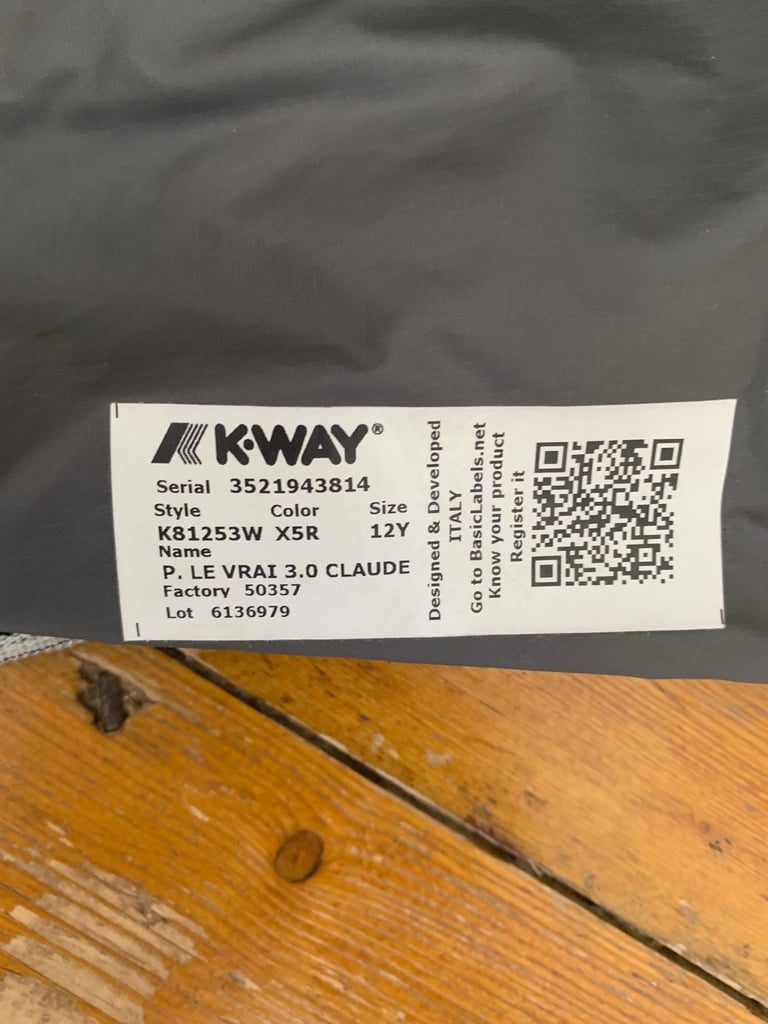 K·WAY®
Serial 3521943814
Style Color Size
K81253W X5R 12Y
Name
P. LE VRAI 3.0 CLAUDE
Factory 50357
Lot 6136979
Designed & Developed
ITALY
Go to BasicLabels.net
Know your product
Register it